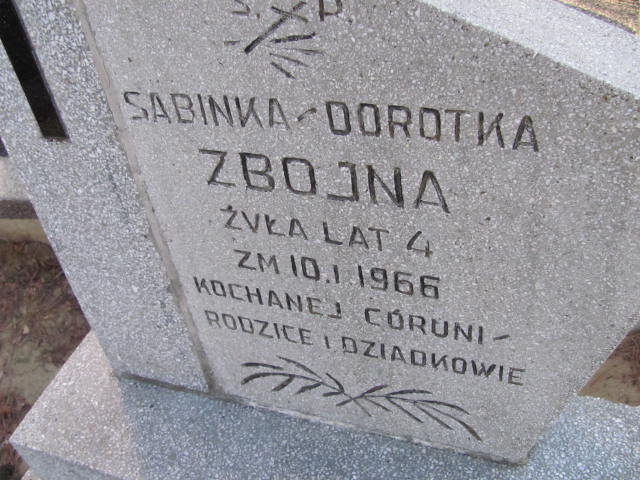 Ś. P.
SABINKA-DOROTKA
ZBOJNA
ŻYŁA LAT 4
ZM 10.1 1966
KOCHANEJ CÓRUNI-
RODZICE I DZIADKOWIE